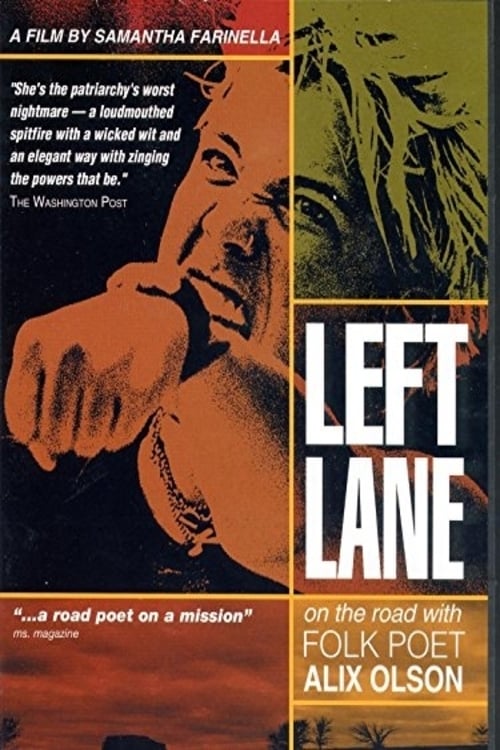 A FILM BY SAMANTHA FARINELLA
"She's the patriarchy's worst
nightmare — a loudmouthed
spitfire with a wicked wit and
an elegant way with zinging
the powers that be."
THE WASHINGTON POST
LEFT
LANE
"...a road poet on a mission"
ms. magazine
on the road with
FOLK POET
ALIX OLSON